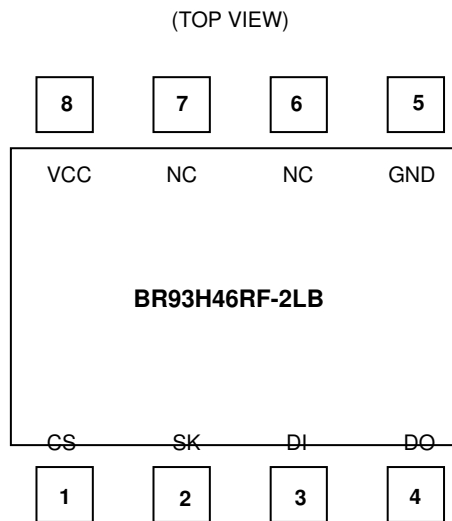 (TOP VIEW)
8 7 6 5
VCC NC NC GND
BR93H46RF-2LB
CS SK DI DO
1 2 3 4